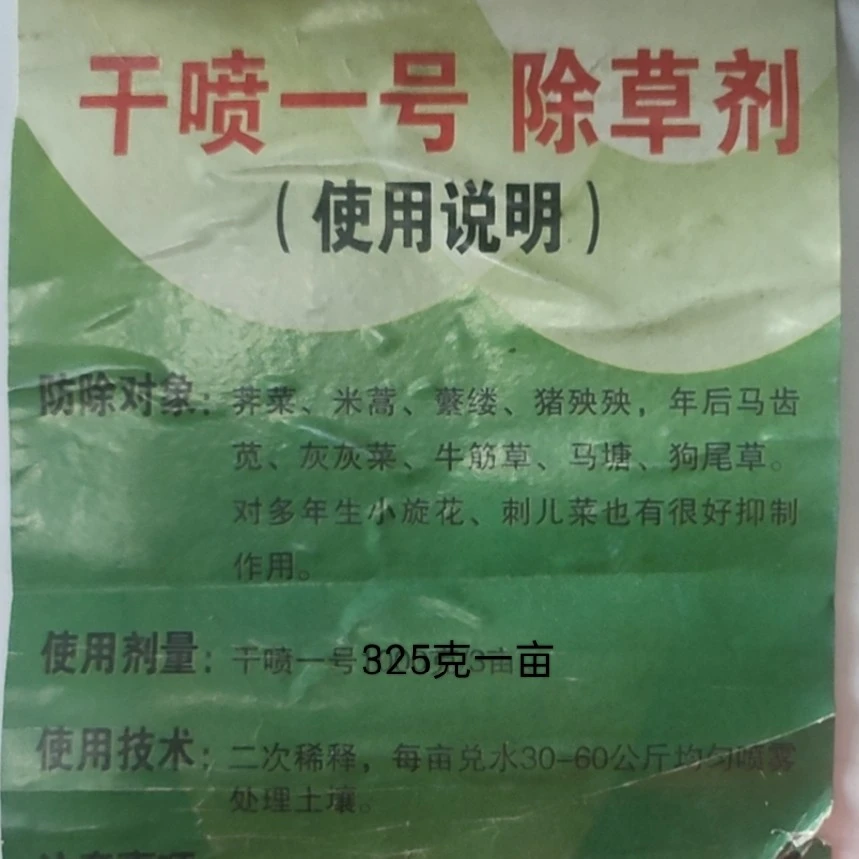 干喷一号 除草剂
(使用说明)
防除对象：荠菜、米蒿、蘩缕、猪殃殃，年后马齿
苋、灰灰菜、牛筋草、马塘、狗尾草。
对多年生小旋花、刺儿菜也有很好抑制
作用。
使用剂量：干喷一号325克一亩
使用技术：二次稀释，每亩兑水30-60公斤均匀喷雾
处理土壤。